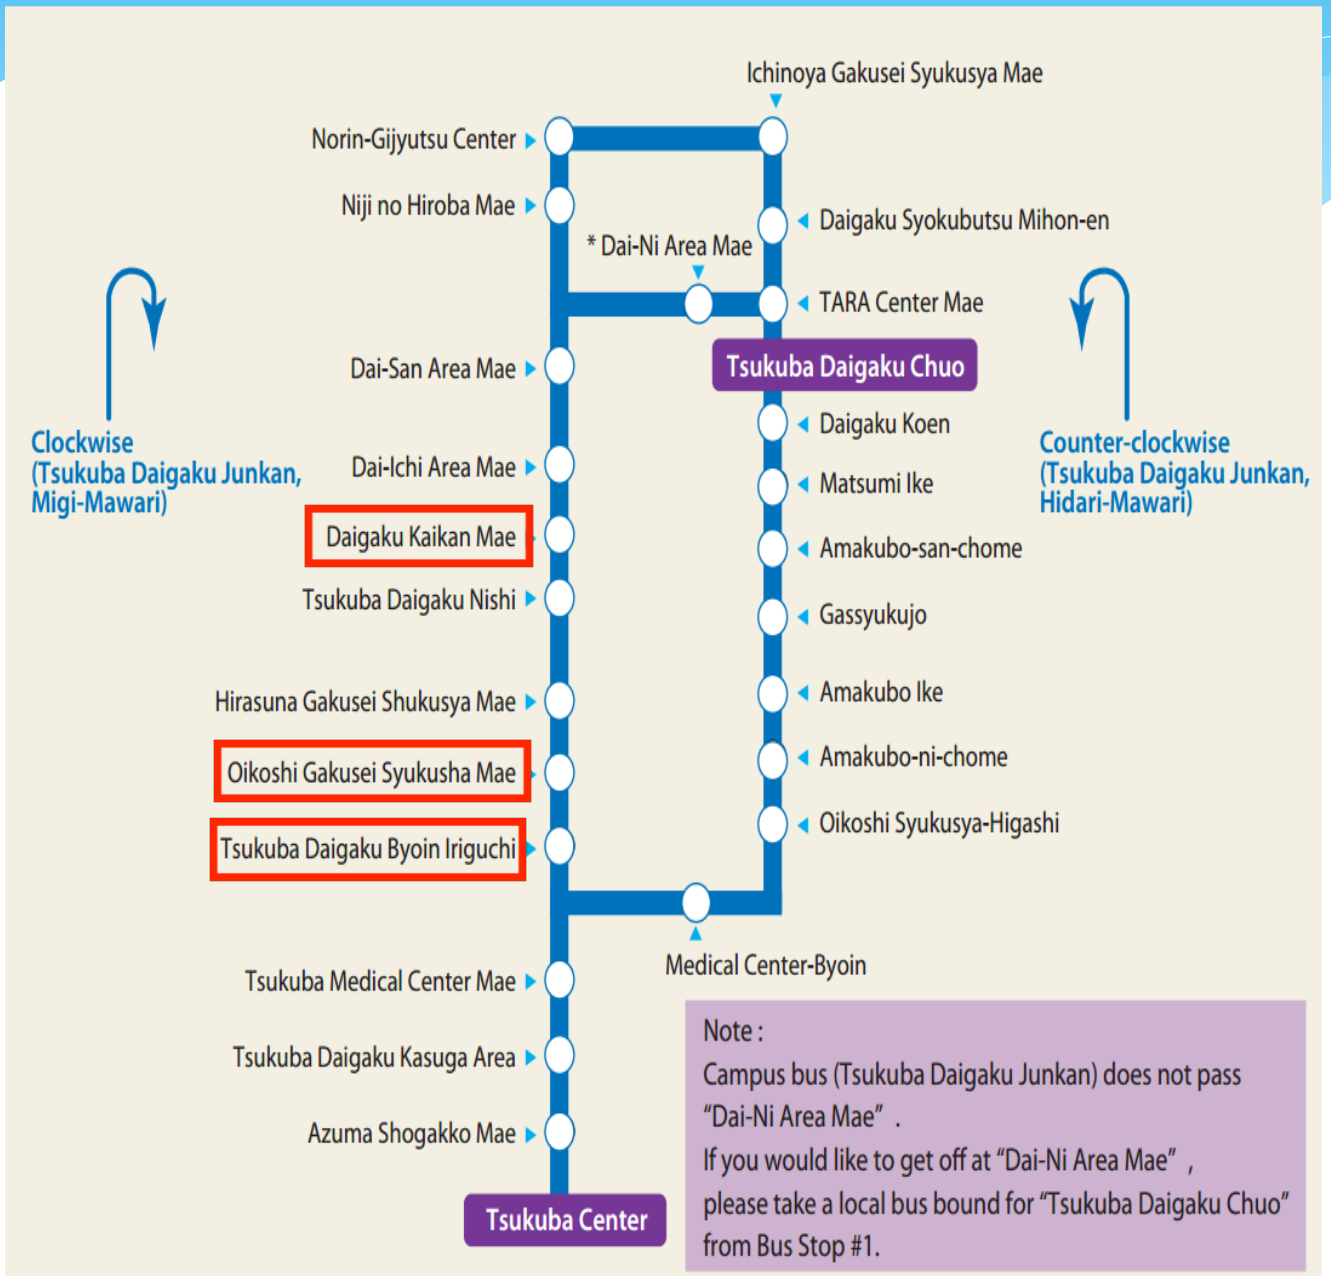 Ichinoya Gakusei Syukusya Mae
Norin-Gijyutsu Center
Niji no Hiroba Mae
Daigaku Syokubutsu Mihon-en
* Dai-Ni Area Mae
TARA Center Mae
Dai-San Area Mae
Tsukuba Daigaku Chuo
Clockwise
(Tsukuba Daigaku Junkan,
Migi-Mawari)
Dai-Ichi Area Mae
Daigaku Koen
Counter-clockwise
(Tsukuba Daigaku Junkan,
Hidari-Mawari)
Matsumi Ike
Daigaku Kaikan Mae
Amakubo-san-chome
Tsukuba Daigaku Nishi
Gassyukujo
Hirasuna Gakusei Shukusya Mae
Amakubo Ike
Oikoshi Gakusei Syukusha Mae
Amakubo-ni-chome
Tsukuba Daigaku Byoin Iriguchi
Oikoshi Syukusya-Higashi
Medical Center-Byoin
Tsukuba Medical Center Mae
Tsukuba Daigaku Kasuga Area
Azuma Shogakko Mae
Tsukuba Center
Note :
Campus bus (Tsukuba Daigaku Junkan) does not pass
“Dai-Ni Area Mae” .
If you would like to get off at “Dai-Ni Area Mae” ,
please take a local bus bound for “Tsukuba Daigaku Chuo”
from Bus Stop #1.